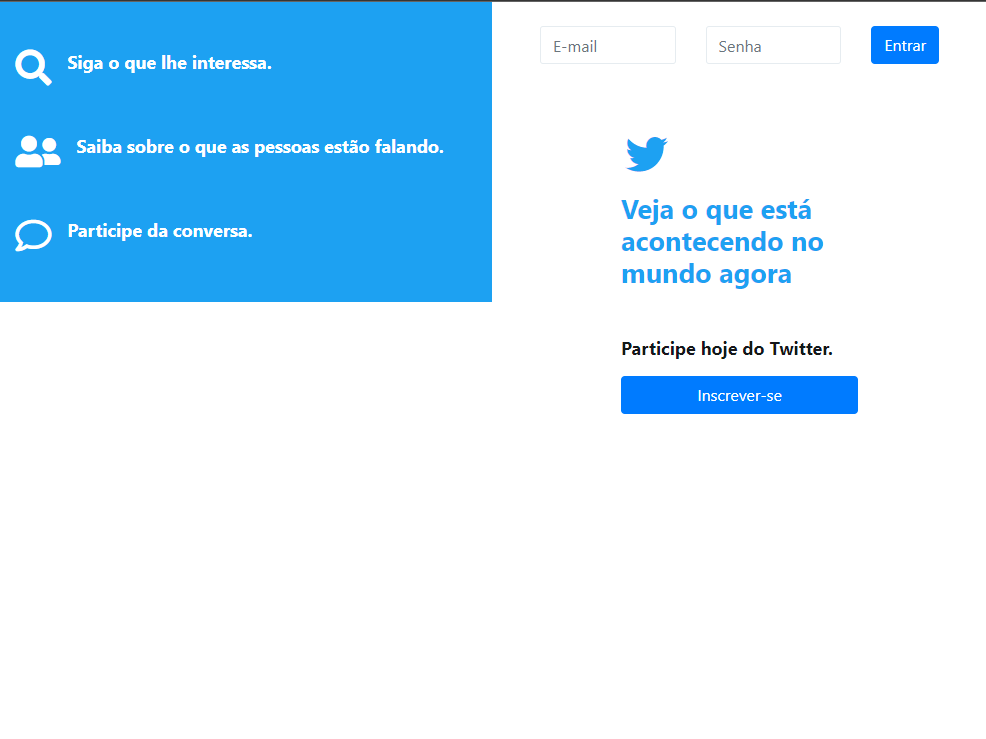 Siga o que lhe interessa.
Saiba sobre o que as pessoas estão falando.
Participe da conversa.
E-mail
Senha
Entrar
Veja o que está
acontecendo no
mundo agora
Participe hoje do Twitter.
Inscrever-se